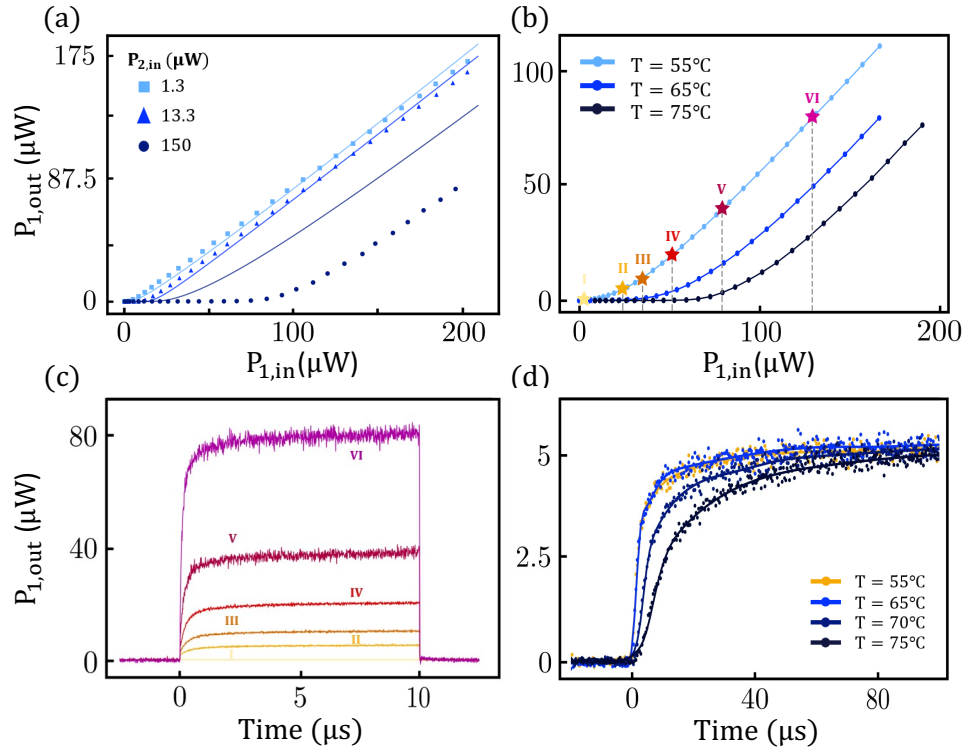 (a)
175
87.5
0
P1,out (μW)
P2,in (μW)
1.3
13.3
150
0
100
200
P1,in(μW)
(b)
100
50
0
T = 55°C
T = 65°C
T = 75°C
I
II
III
IV
V
VI
0
100
200
P1,in(μW)
(c)
80
40
0
P1,out (μW)
VI
V
IV
III
II
I
0
5
10
Time (μs)
(d)
5
2.5
0
T = 55°C
T = 65°C
T = 70°C
T = 75°C
0
40
80
Time (μs)